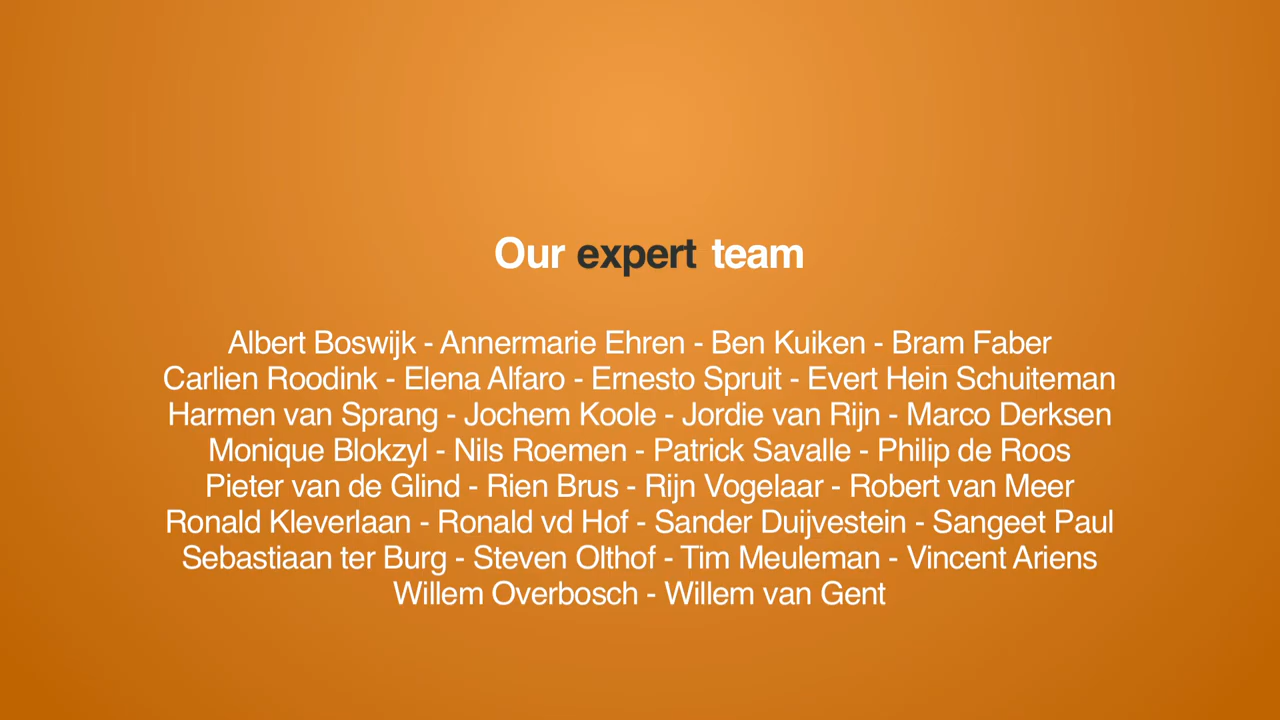 Our expert team
Albert Boswijk - Annermarie Ehren - Ben Kuiken - Bram Faber
Carlien Roodink - Elena Alfaro - Ernesto Spruit - Evert Hein Schuiteman
Harmen van Sprang - Jochem Koole - Jordie van Rijn - Marco Derksen
Monique Blokzyl - Nils Roemen - Patrick Savalle - Philip de Roos
Pieter van de Glind - Rien Brus - Rijn Vogelaar - Robert van Meer
Ronald Kleverlaan - Ronald vd Hof - Sander Duijvestein - Sangeet Paul
Sebastiaan ter Burg - Steven Olthof - Tim Meuleman - Vincent Ariens
Willem Overbosch - Willem van Gent